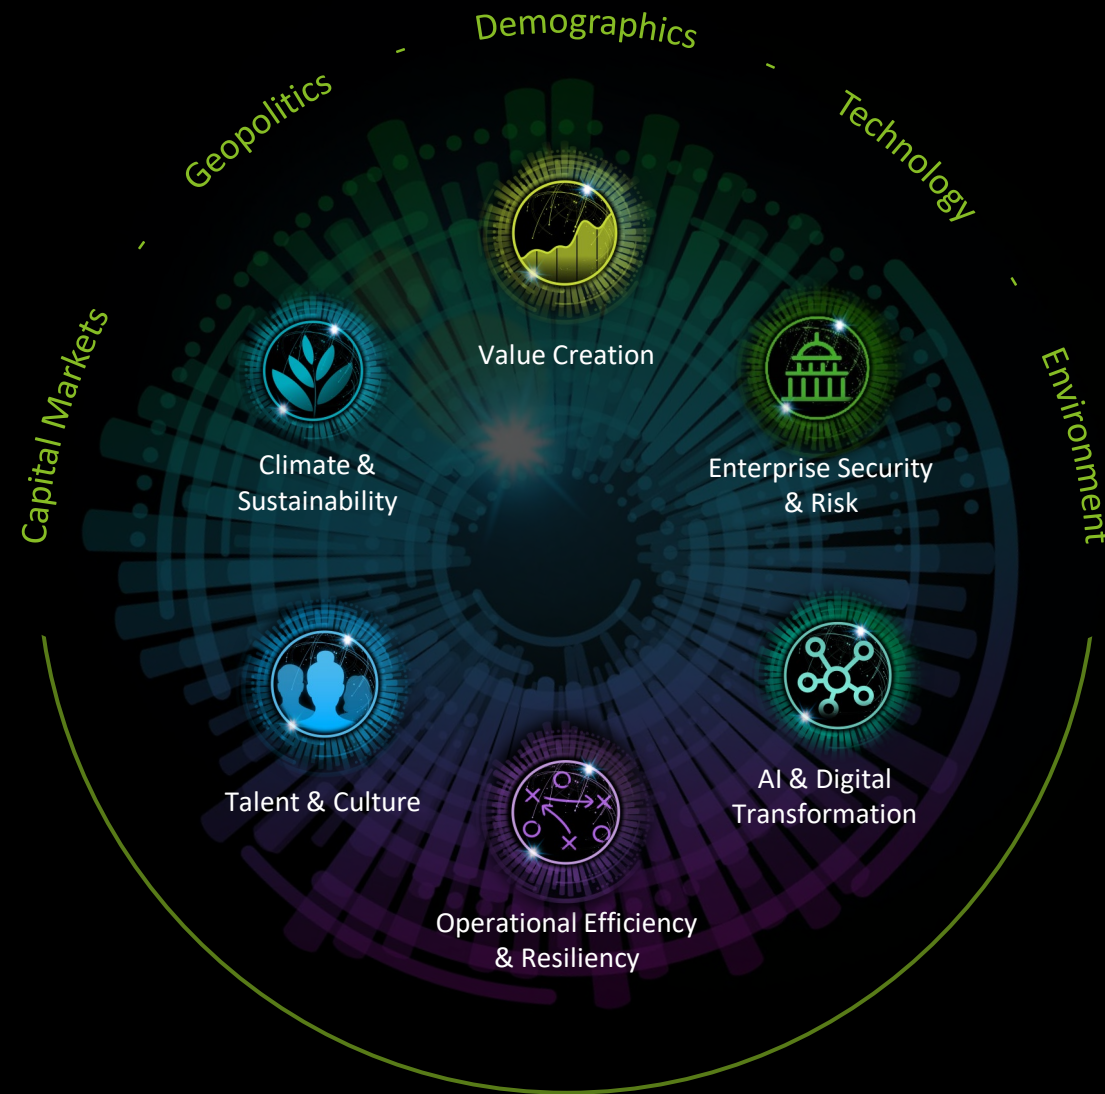 Capital Markets - Geopolitics - Demographics - Technology - Environment
Value Creation
Climate &
Sustainability
Enterprise Security
& Risk
Talent & Culture
AI & Digital
Transformation
Operational Efficiency
& Resiliency